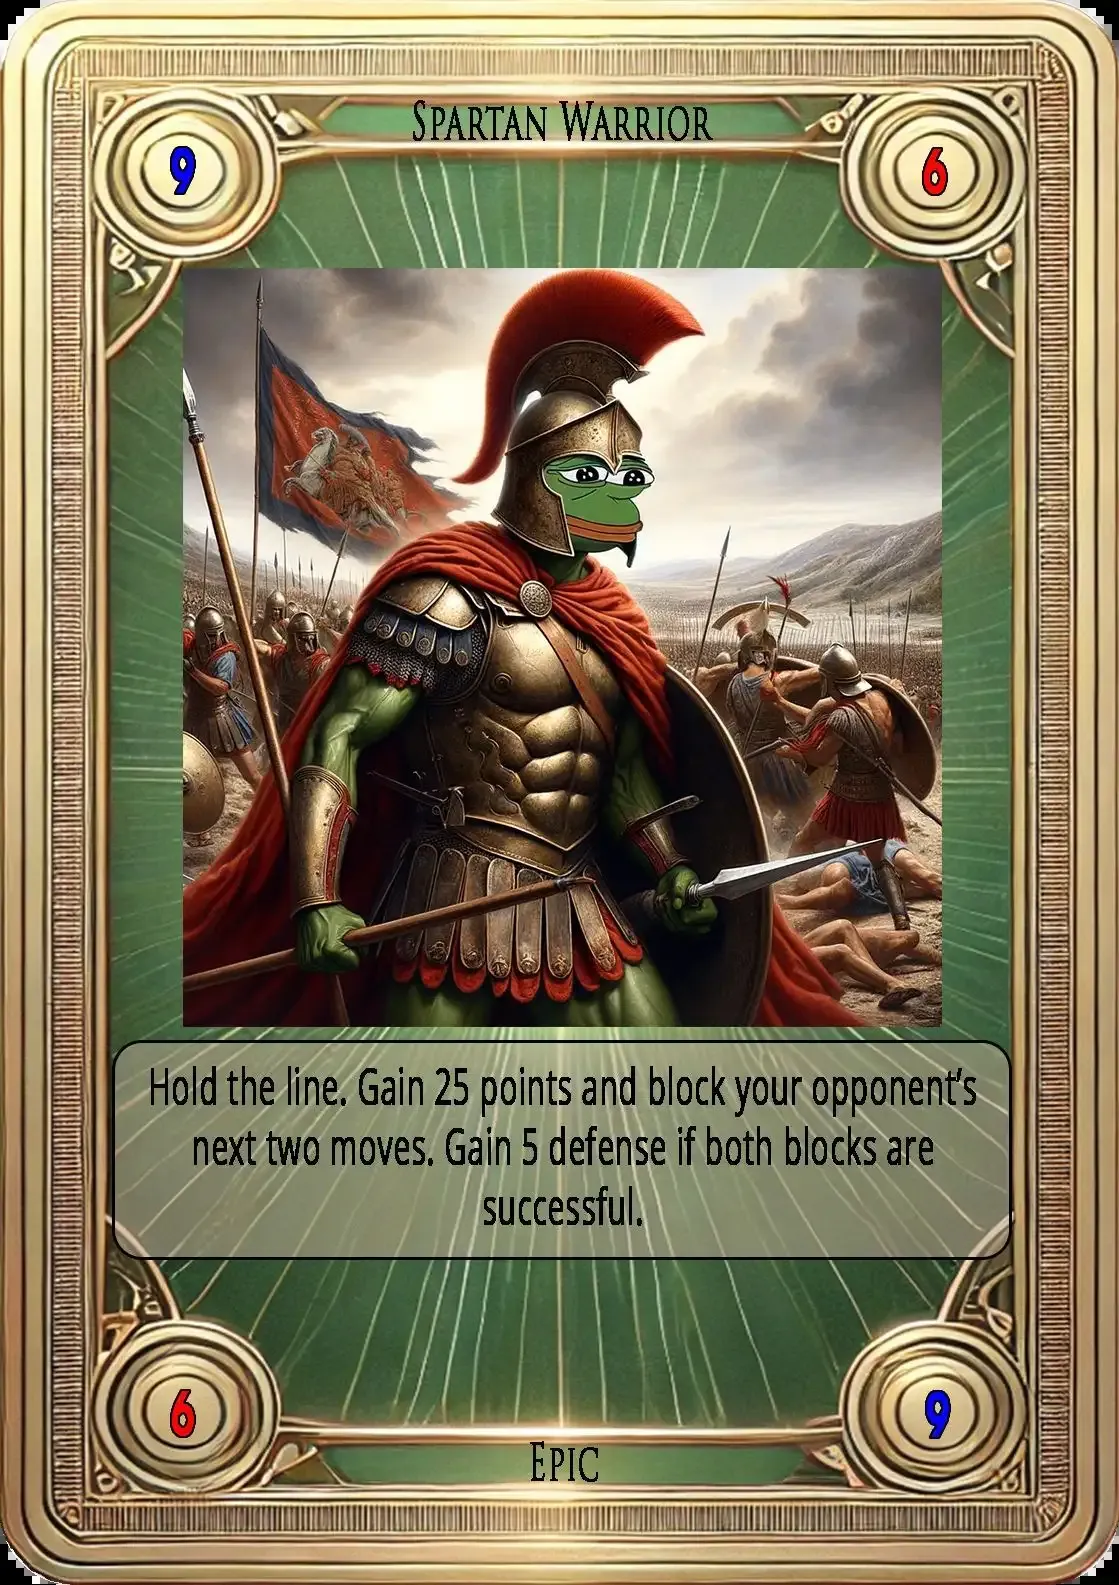 Spartan Warrior
9
6
Hold the line. Gain 25 points and block your opponent's
next two moves. Gain 5 defense if both blocks are
successful.
6
9
Epic